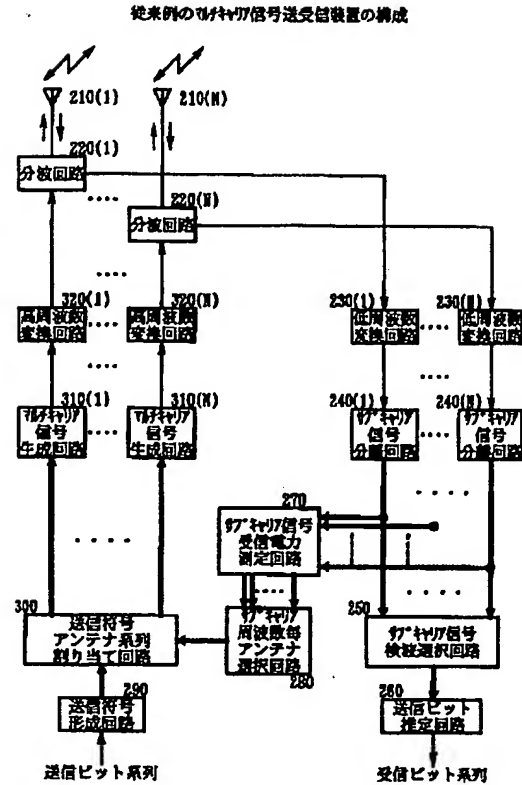 従来例のマルチキャリア信号送受信装置の構成
210(1)
210(N)
220(1)
分波回路
220(N)
分波回路
320(1)
高周波数
変換回路
320(N)
高周波数
変換回路
230(1)
低周波数
変換回路
230(N)
低周波数
変換回路
310(1)
マルチキャリア
信号
生成回路
310(N)
マルチキャリア
信号
生成回路
240(1)
サブキャリア
信号
分離回路
240(N)
サブキャリア
信号
分離回路
270
サブキャリア信号
受信電力
測定回路
300
送信符号
アンテナ系列
割り当て回路
サブキャリア
周波数毎
アンテナ
選択回路
280
250
サブキャリア信号
検波選択回路
290
送信符号
形成回路
260
送信ビット
推定回路
送信ビット系列
受信ビット系列